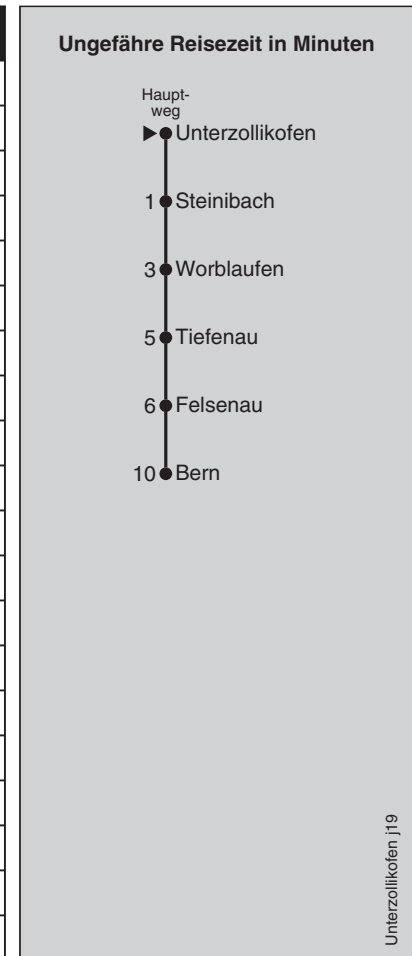 Ungefähre Reisezeit in Minuten
Haupt-
weg
Unterzollikofen
1 Steinibach
3 Worblaufen
5 Tiefenau
6 Felsenau
10 Bern
Unterzollikofen j19